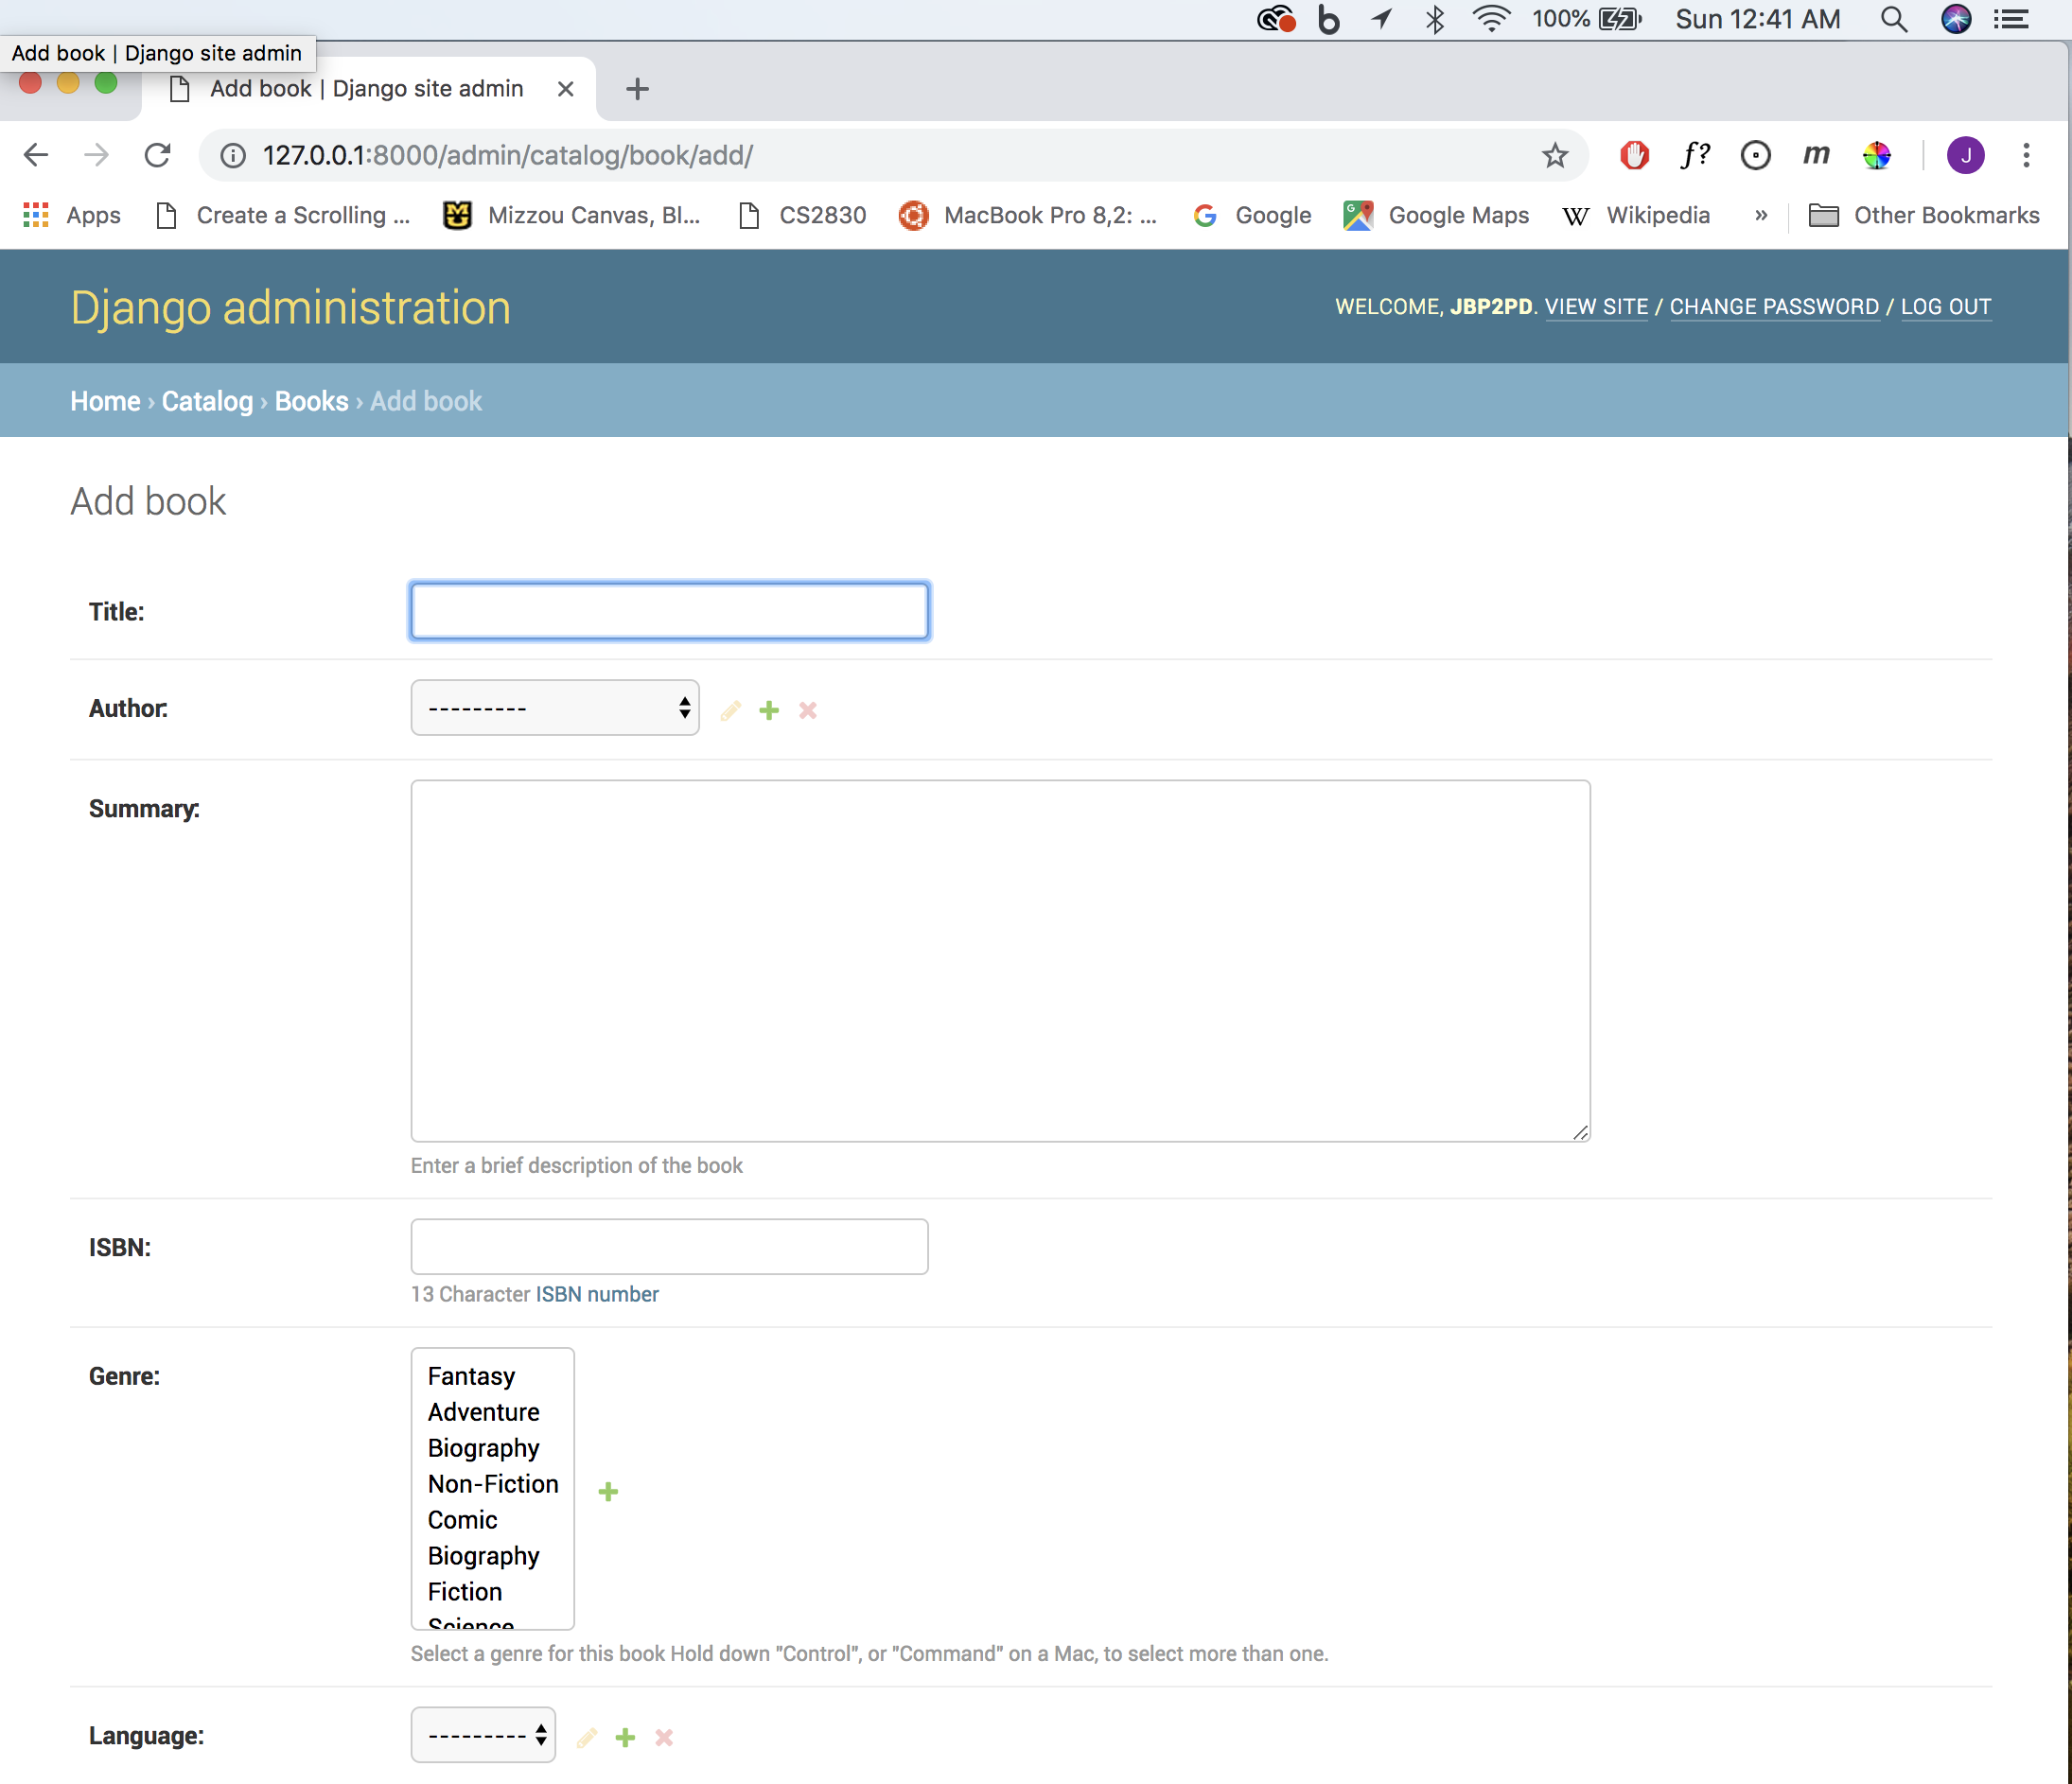 100% Sun 12:41 AM
Add book | Django site admin
Add book | Django site admin
127.0.0.1:8000/admin/catalog/book/add/ f? m J
Apps Create a Scrolling ... Mizzou Canvas, Bl... CS2830 MacBook Pro 8,2: ... Google Google Maps W Wikipedia » Other Bookmarks
Django administration WELCOME, JBP2PD. VIEW SITE / CHANGE PASSWORD / LOG OUT
Home › Catalog › Books › Add book
Add book
Title:
Author: ---------
Summary:
Enter a brief description of the book
ISBN:
13 Character ISBN number
Genre: Fantasy
Adventure
Biography
Non-Fiction
Comic
Biography
Fiction
Science
Select a genre for this book Hold down "Control", or "Command" on a Mac, to select more than one.
Language: ---------